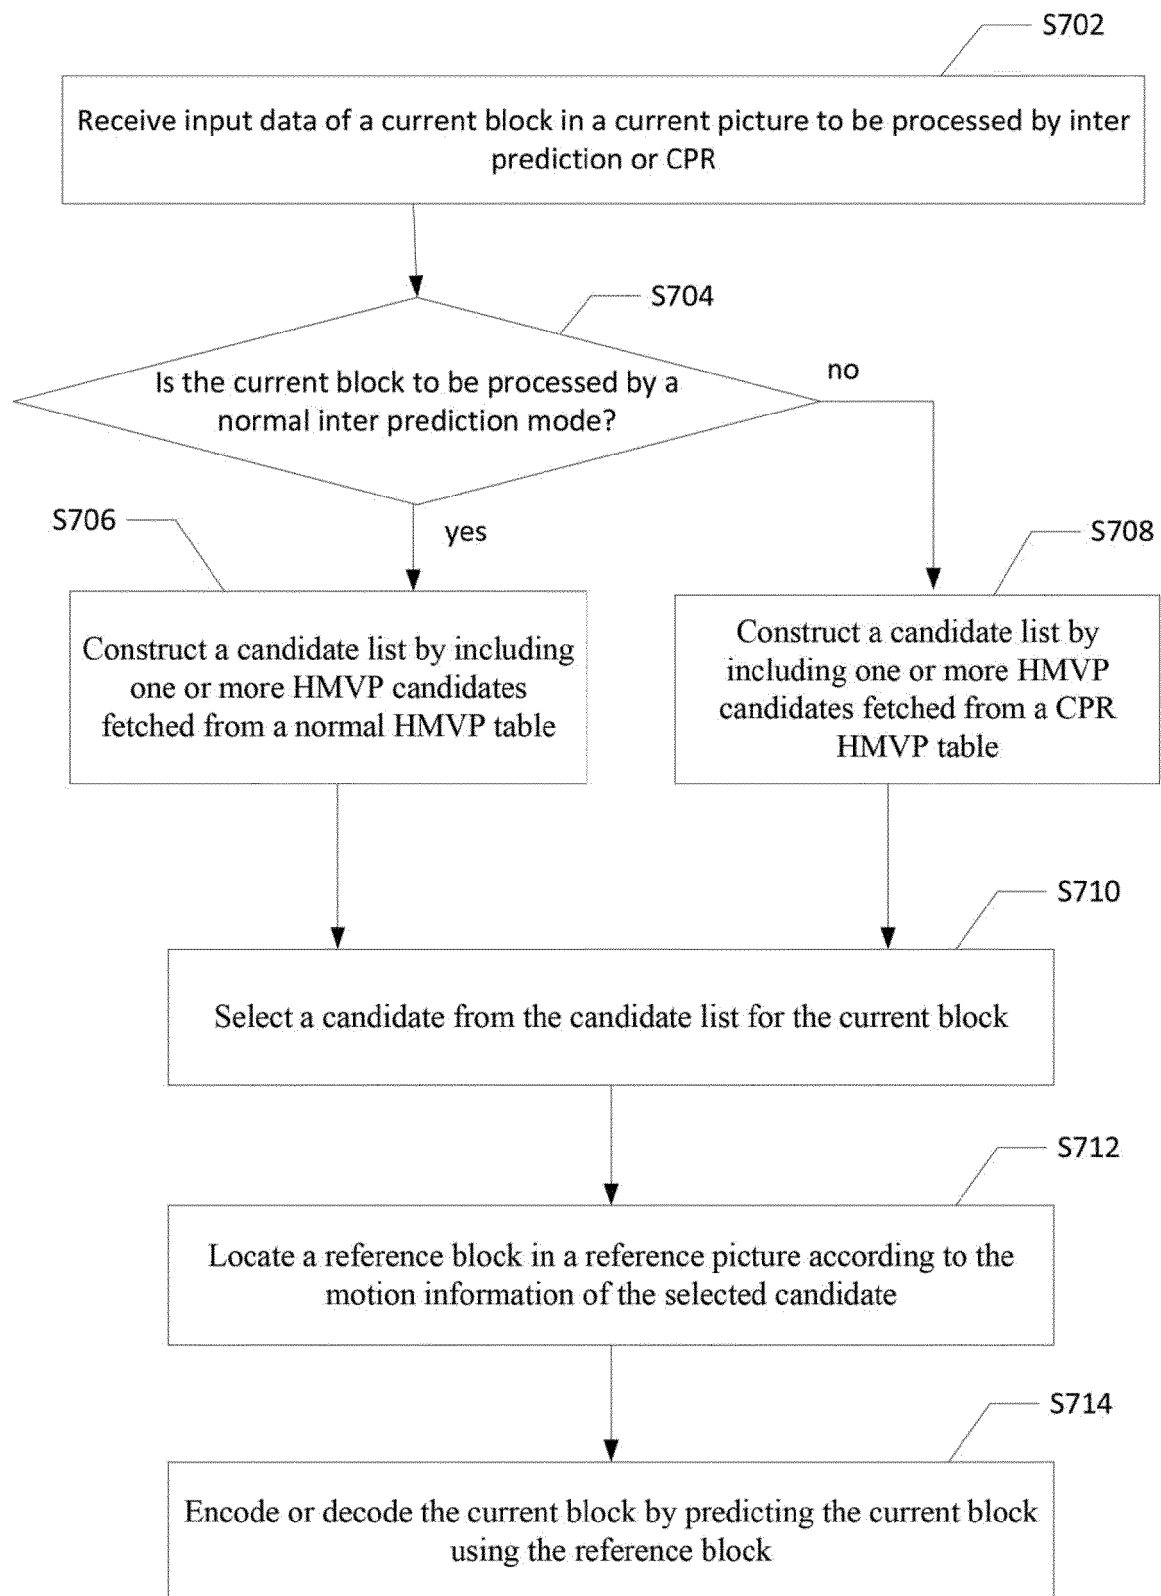 S702
Receive input data of a current block in a current picture to be processed by inter
prediction or CPR
S704
Is the current block to be processed by a
normal inter prediction mode?
no
yes
S706
Construct a candidate list by including
one or more HMVP candidates
fetched from a normal HMVP table
S708
Construct a candidate list by
including one or more HMVP
candidates fetched from a CPR
HMVP table
S710
Select a candidate from the candidate list for the current block
S712
Locate a reference block in a reference picture according to the
motion information of the selected candidate
S714
Encode or decode the current block by predicting the current block
using the reference block